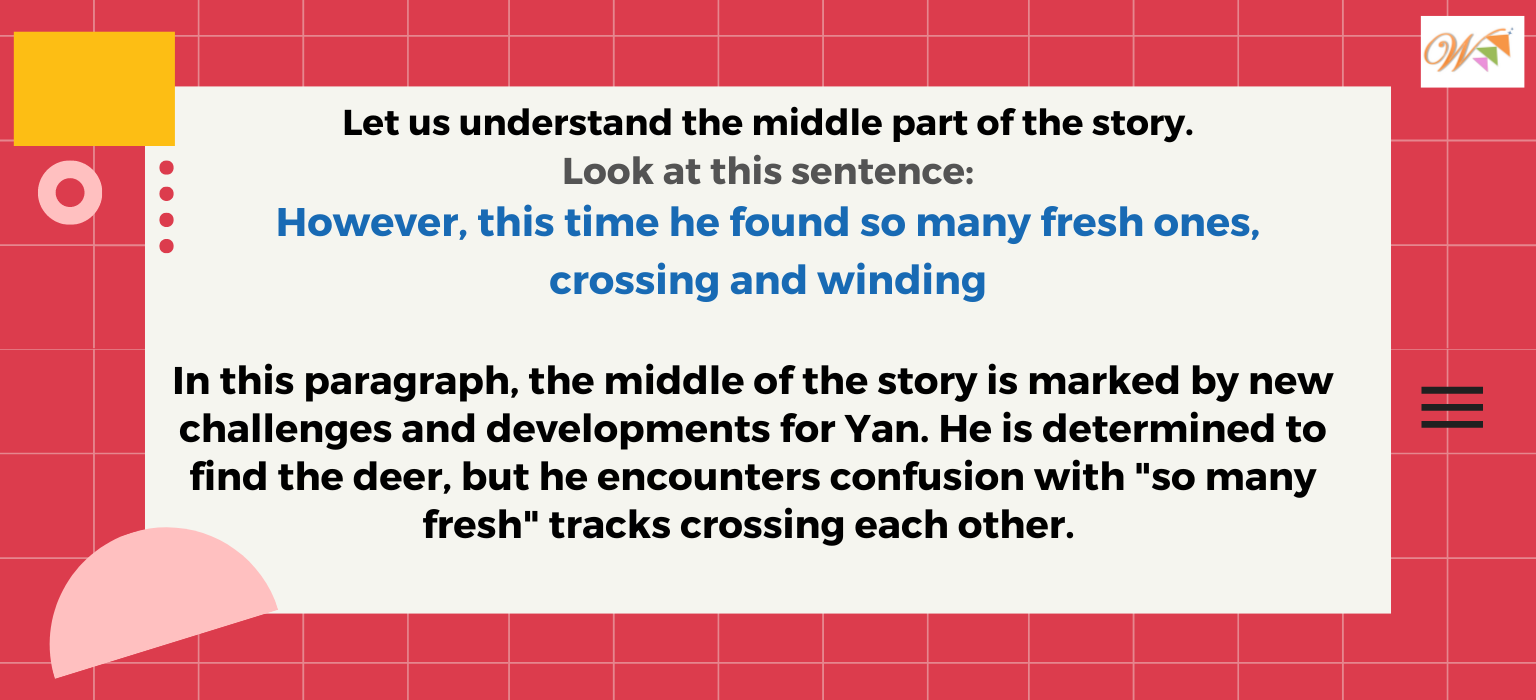 Let us understand the middle part of the story.
Look at this sentence:
However, this time he found so many fresh ones,
crossing and winding
In this paragraph, the middle of the story is marked by new
challenges and developments for Yan. He is determined to
find the deer, but he encounters confusion with "so many
fresh" tracks crossing each other.
W